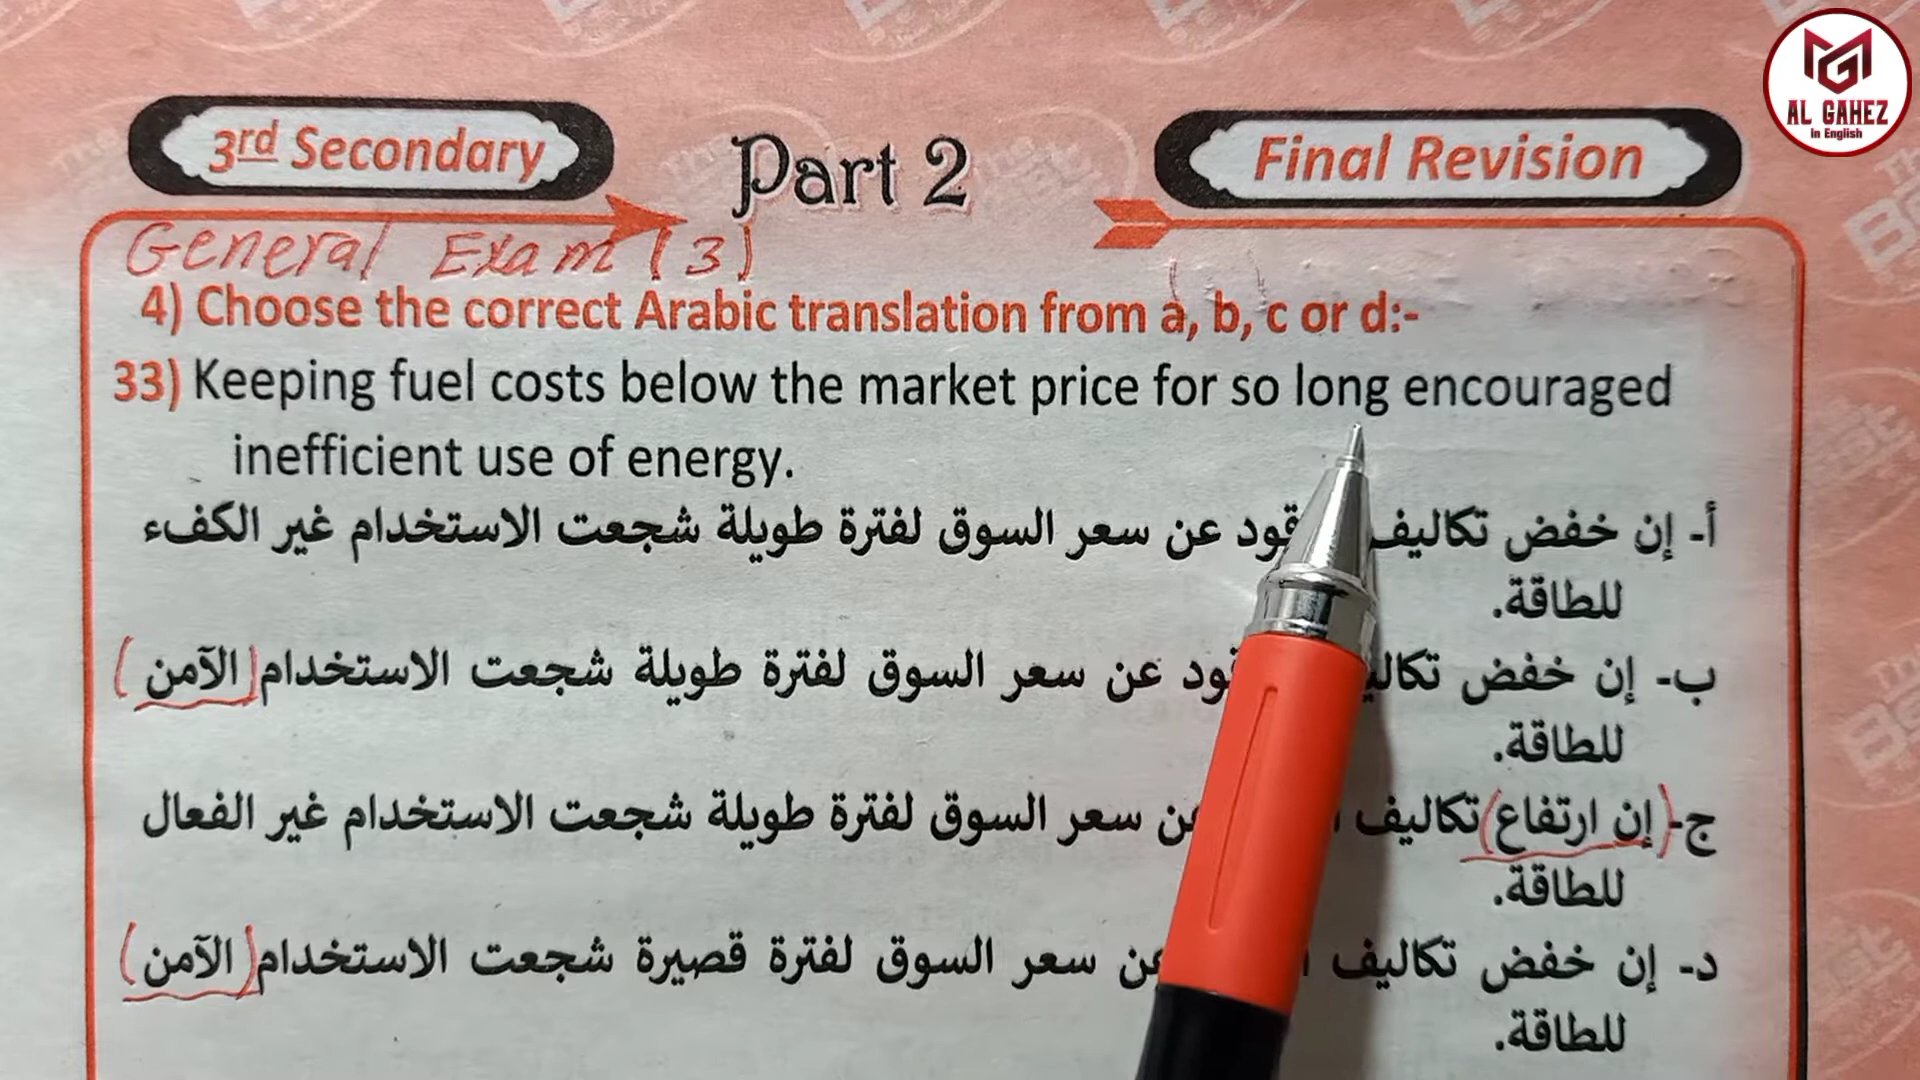 AL GAHEZ
in English
3rd Secondary
Part 2
Final Revision
General Exam (3)
4) Choose the correct Arabic translation from a, b, c or d:-
33) Keeping fuel costs below the market price for so long encouraged
inefficient use of energy.
أ- إن خفض تكاليف عن سعر السوق لفترة طويلة شجعت الاستخدام غير الكفء
للطاقة.
ب- إن خفض عن سعر السوق لفترة طويلة شجعت الاستخدام (الآمن)
للطاقة.
ج- (إن ارتفاع) تكاليف عن سعر السوق لفترة طويلة شجعت الاستخدام غير الفعال
للطاقة.
د- إن خفض تكاليف عن سعر السوق لفترة قصيرة شجعت الاستخدام (الآمن)
للطاقة.